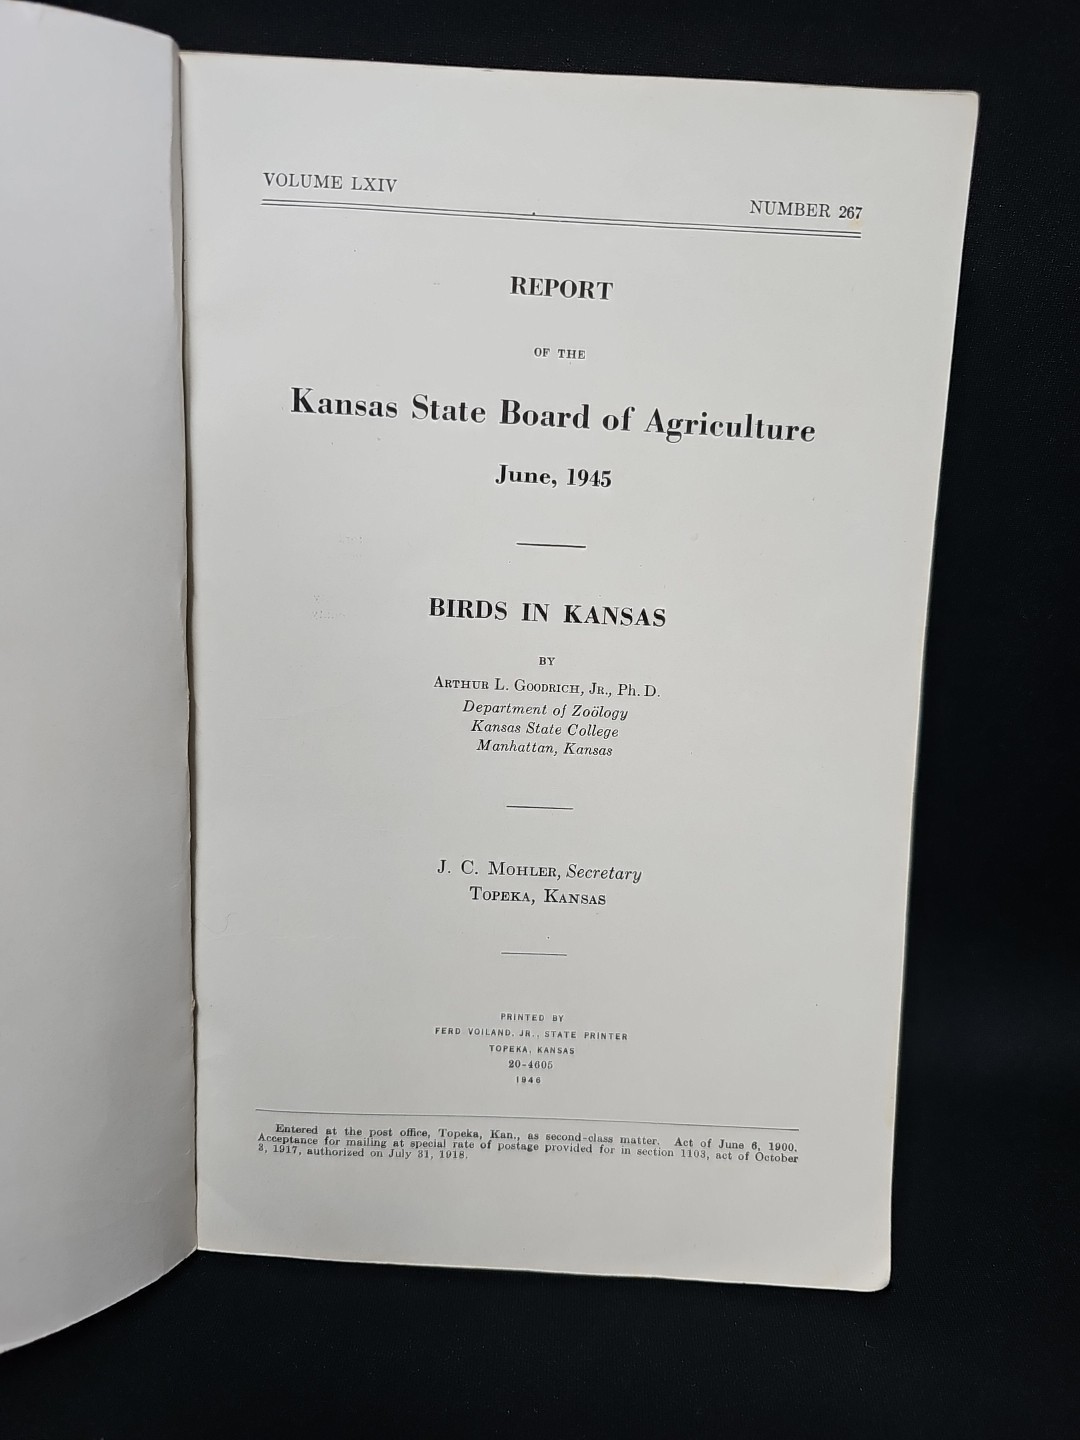 VOLUME LXIV
NUMBER 267
REPORT
OF THE
Kansas State Board of Agriculture
June, 1945
BIRDS IN KANSAS
BY
ARTHUR L. GOODRICH, JR., Ph. D.
Department of Zoölogy
Kansas State College
Manhattan, Kansas
J. C. MOHLER, Secretary
TOPEKA, KANSAS
PRINTED BY
FERD VOILAND, JR., STATE PRINTER
TOPEKA, KANSAS
20-4605
1946
Entered at the post office, Topeka, Kan., as second-class matter. Act of June 6, 1900.
Acceptance for mailing at special rate of postage provided for in section 1103, act of October
3, 1917, authorized on July 31, 1918.